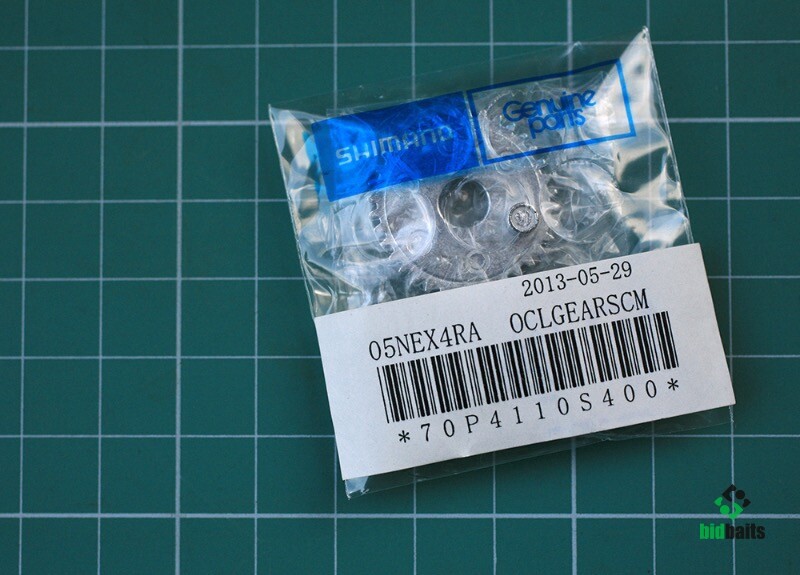 SHIMANO
Genuine
parts
2013-05-29
05NEX4RA OCLGEARSCM
*70P4110S400*
bidbaits